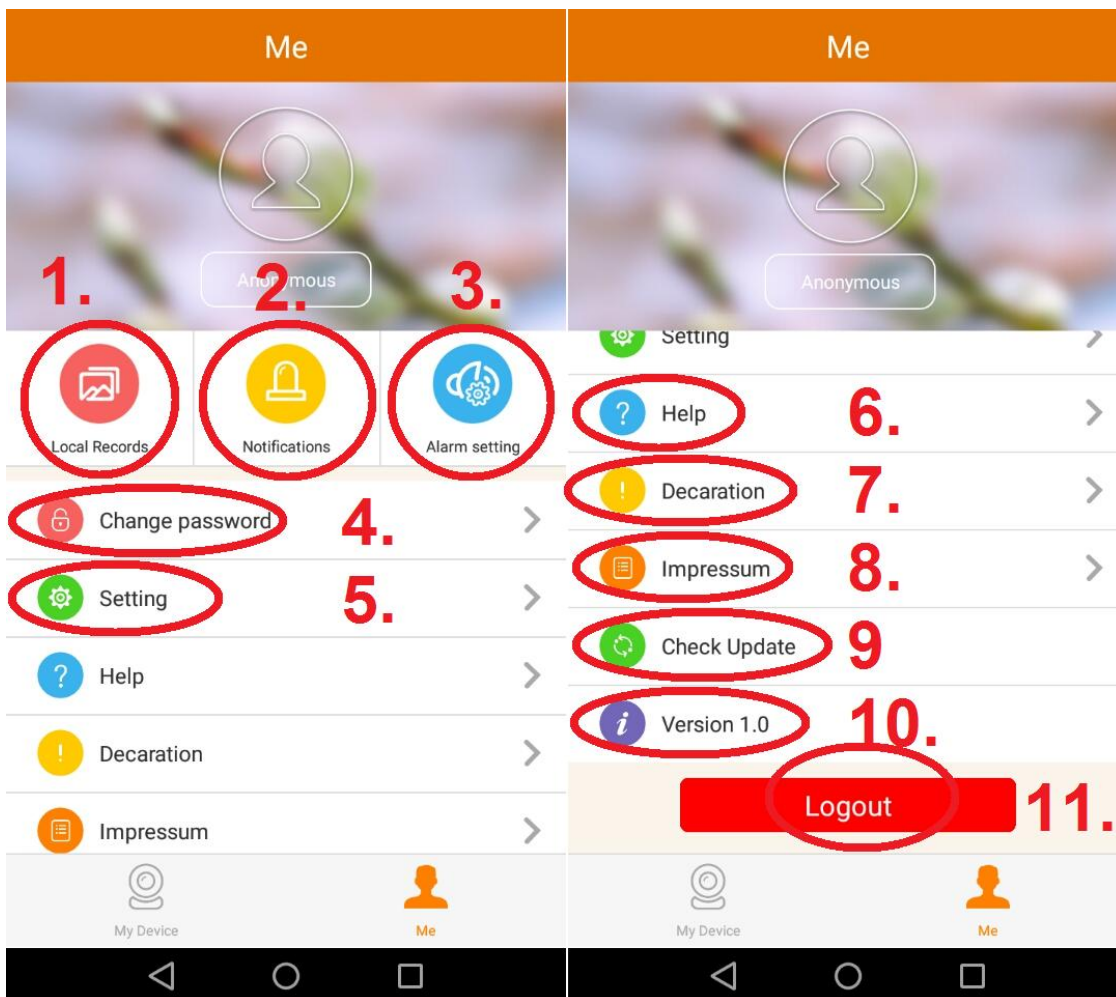 Me
Anonymous
1.
2.
3.
Local Records
Notifications
Alarm setting
Change password
4.
Setting
5.
Help
Decaration
Impressum
My Device
Me
Me
Anonymous
Setting
Help
6.
Decaration
7.
Impressum
8.
Check Update
9
Version 1.0
10.
Logout
11.
My Device
Me